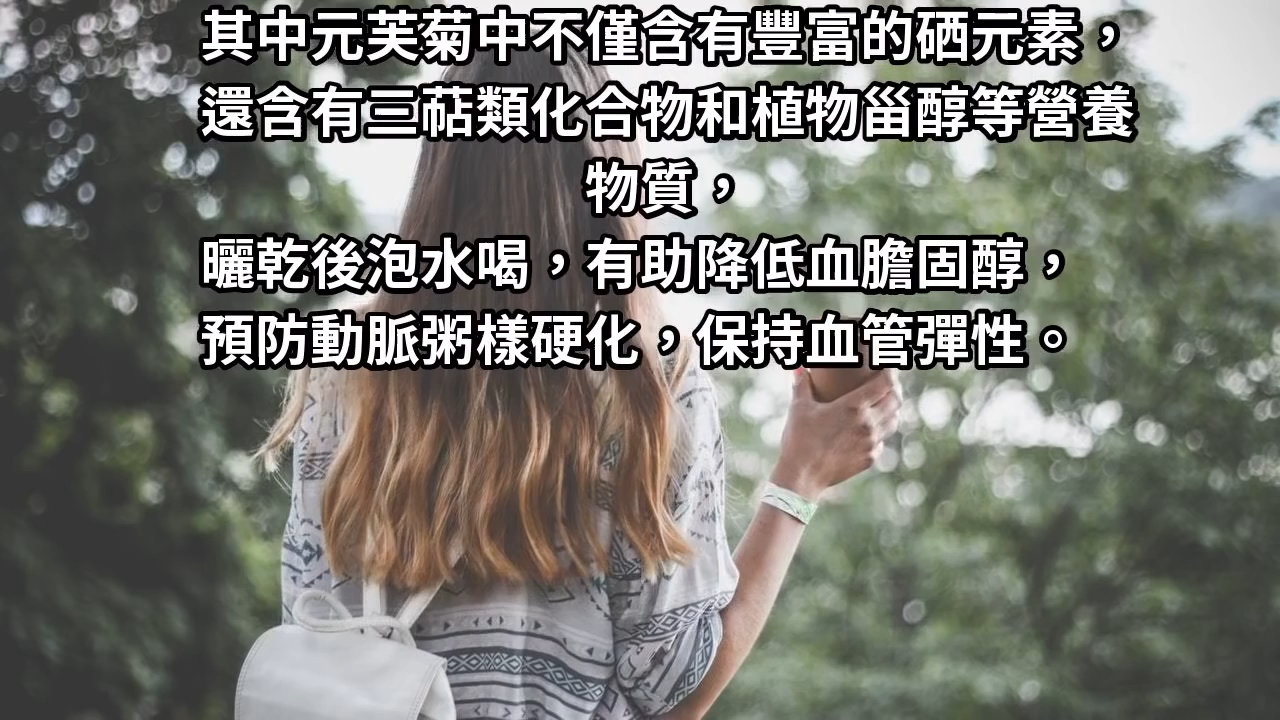 其中元芙菊中不僅含有豐富的硒元素，
還含有三萜類化合物和植物甾醇等營養
物質，
曬乾後泡水喝，有助降低血膽固醇，
預防動脈粥樣硬化，保持血管彈性。